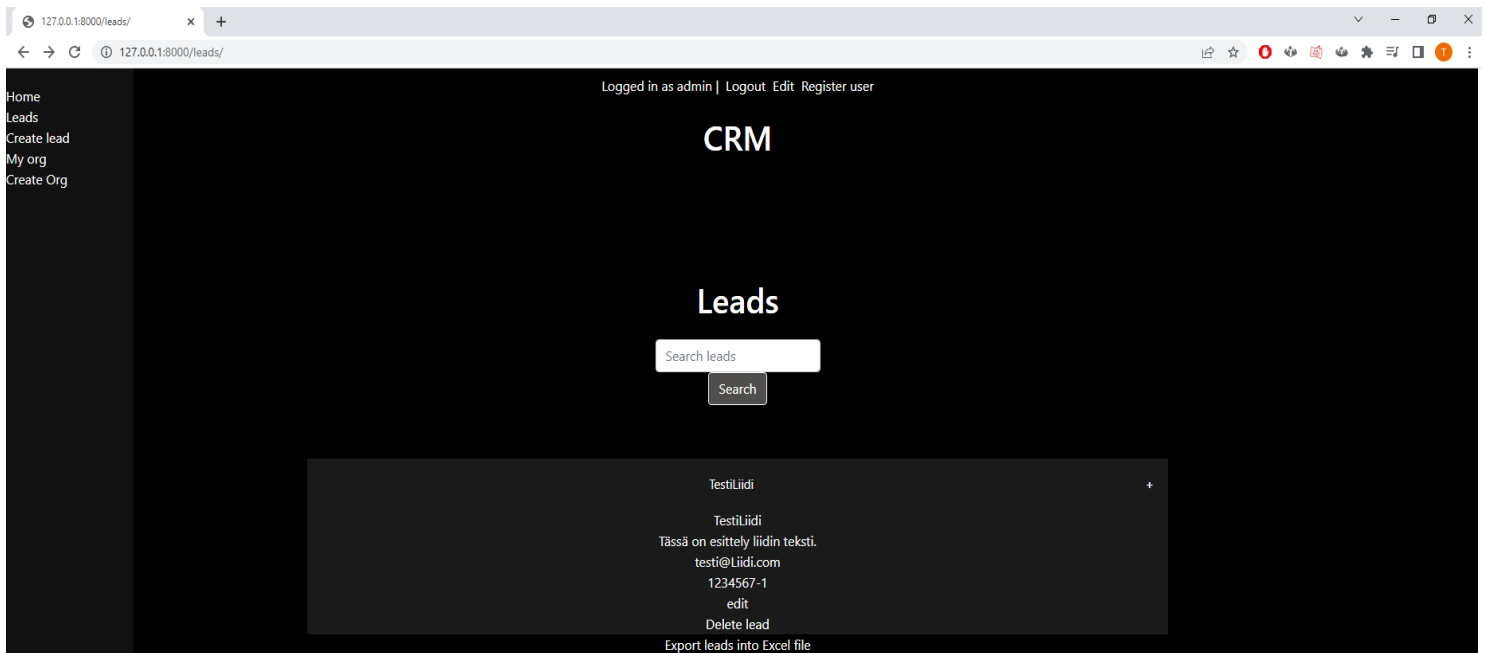 127.0.0.1:8000/leads/
127.0.0.1:8000/leads/
T
Home
Leads
Create lead
My org
Create Org
Logged in as admin | Logout Edit Register user
CRM
Leads
Search leads
Search
TestiLiidi +
TestiLiidi
Tässä on esittely liidin teksti.
testi@Liidi.com
1234567-1
edit
Delete lead
Export leads into Excel file